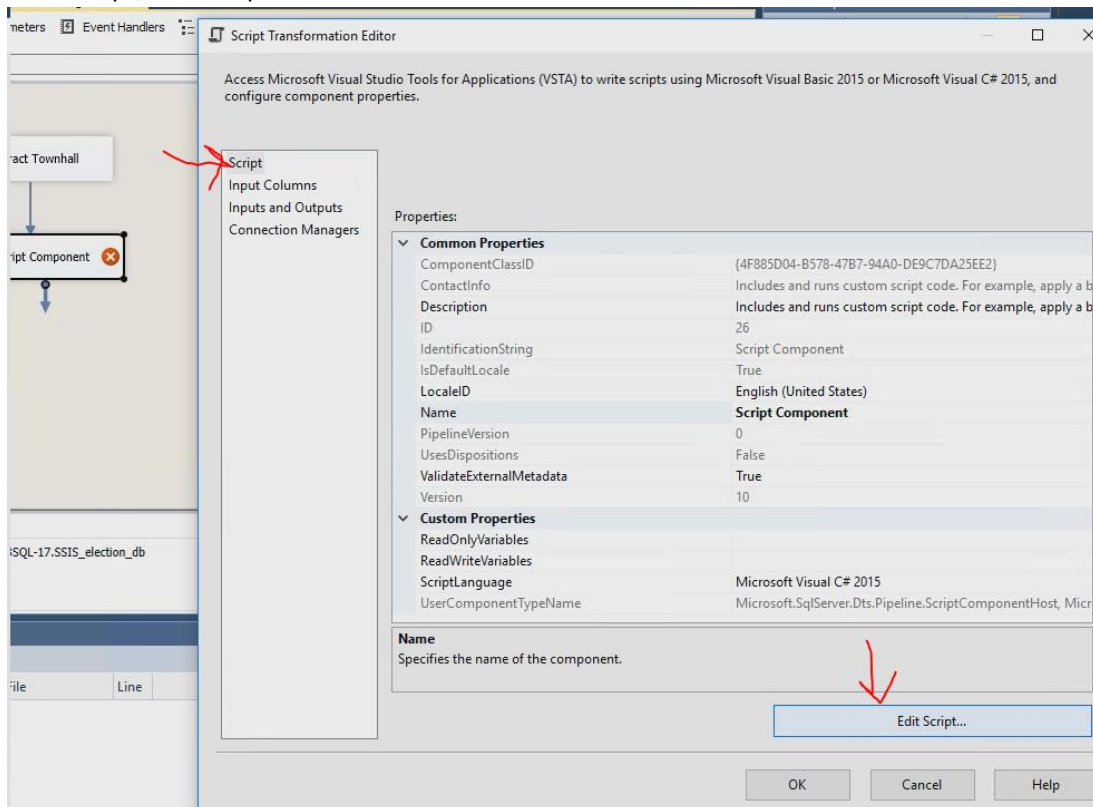 meters Event Handlers
Script Transformation Editor
Access Microsoft Visual Studio Tools for Applications (VSTA) to write scripts using Microsoft Visual Basic 2015 or Microsoft Visual C# 2015, and
configure component properties.
ract Townhall
ipt Component
SQL-17.SSIS_election_db
File Line
Script
Input Columns
Inputs and Outputs
Connection Managers
Properties:
Common Properties
ComponentClassID {4F885D04-B578-47B7-94A0-DE9C7DA25EE2}
ContactInfo Includes and runs custom script code. For example, apply a b
Description Includes and runs custom script code. For example, apply a b
ID 26
IdentificationString Script Component
IsDefaultLocale True
LocaleID English (United States)
Name Script Component
PipelineVersion 0
UsesDispositions False
ValidateExternalMetadata True
Version 10
Custom Properties
ReadOnlyVariables
ReadWriteVariables
ScriptLanguage Microsoft Visual C# 2015
UserComponentTypeName Microsoft.SqlServer.Dts.Pipeline.ScriptComponentHost, Micr
Name
Specifies the name of the component.
Edit Script...
OK Cancel Help